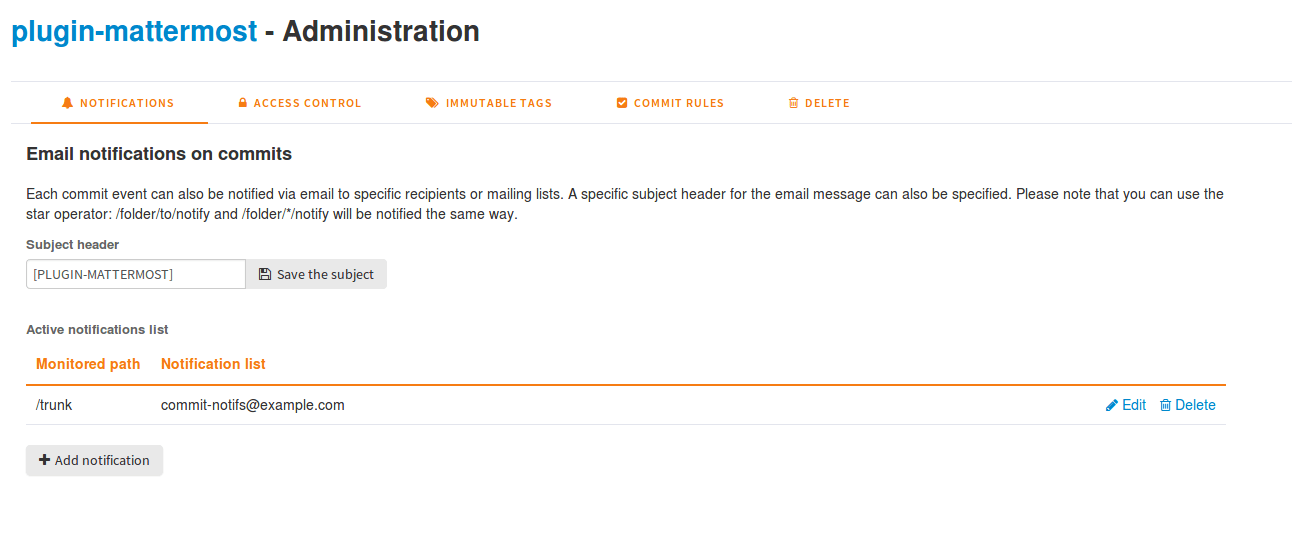 plugin-mattermost - Administration
NOTIFICATIONS ACCESS CONTROL IMMUTABLE TAGS COMMIT RULES DELETE
Email notifications on commits
Each commit event can also be notified via email to specific recipients or mailing lists. A specific subject header for the email message can also be specified. Please note that you can use the
star operator: /folder/to/notify and /folder/*/notify will be notified the same way.
Subject header
[PLUGIN-MATTERMOST] Save the subject
Active notifications list
Monitored path Notification list
/trunk commit-notifs@example.com Edit Delete
Add notification